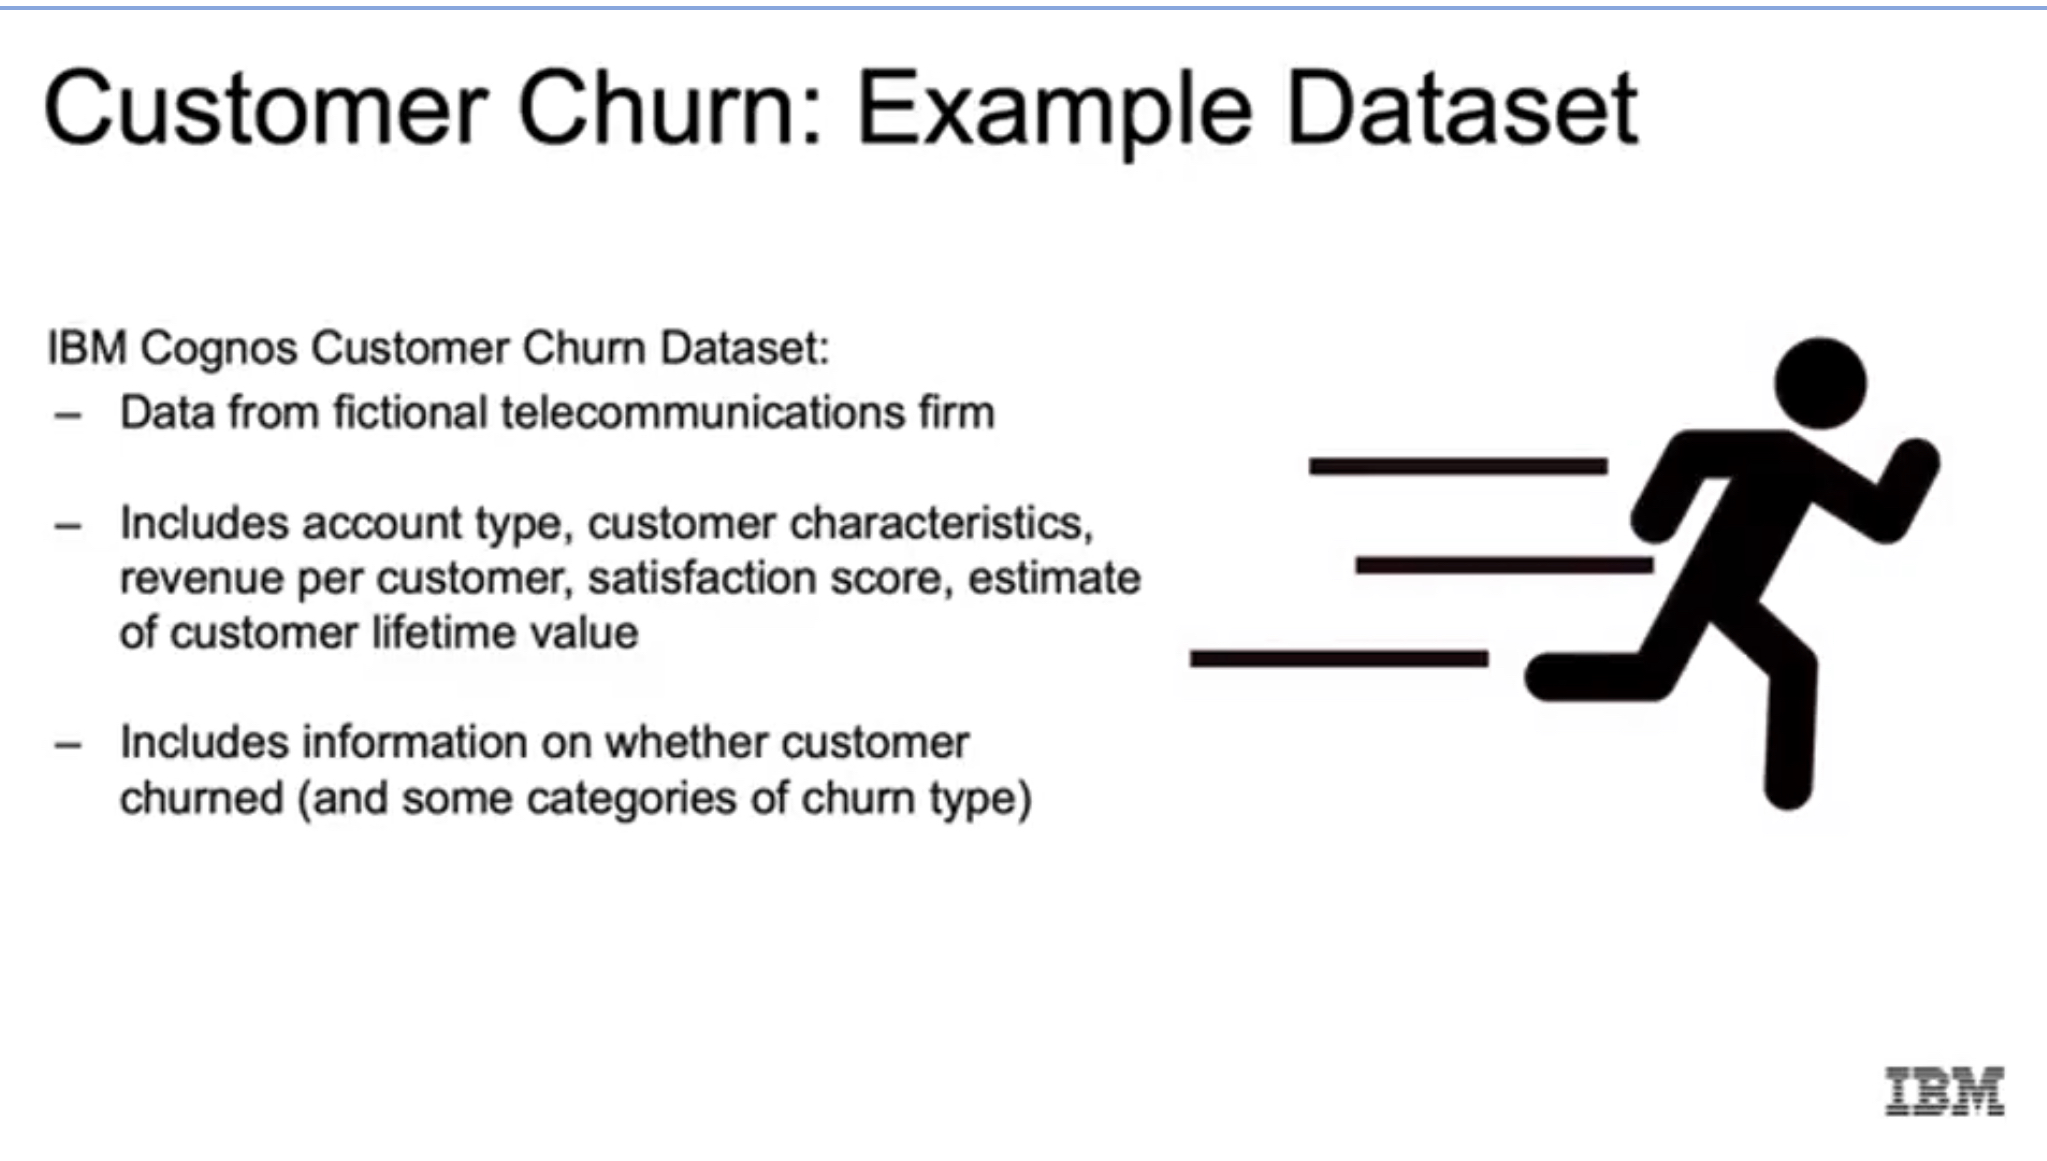 Customer Churn: Example Dataset
IBM Cognos Customer Churn Dataset:
– Data from fictional telecommunications firm
– Includes account type, customer characteristics,
revenue per customer, satisfaction score, estimate
of customer lifetime value
– Includes information on whether customer
churned (and some categories of churn type)
IBM